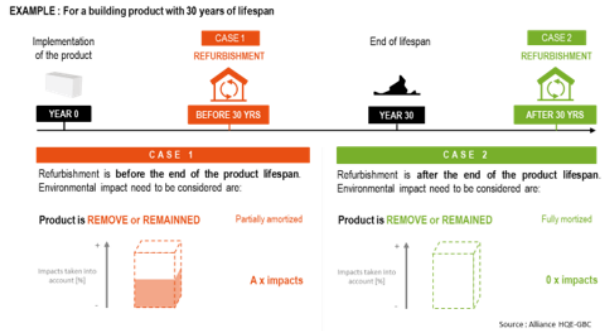 EXAMPLE : For a building product with 30 years of lifespan
Implementation
of the product
CASE 1
REFURBISHMENT
End of lifespan
CASE 2
REFURBISHMENT
YEAR 0
BEFORE 30 YRS
YEAR 30
AFTER 30 YRS
CASE 1
Refurbishment is before the end of the product lifespan.
Environmental impact need to be considered are:
Product is REMOVE or REMAINNED
Partially amortized
+
Impacts taken into
account [%]
-
A x impacts
CASE 2
Refurbishment is after the end of the product lifespan.
Environmental impact need to be considered are:
Product is REMOVE or REMAINED
Fully mortized
+
Impacts taken into
account [%]
-
0 x impacts
Source : Alliance HQE-GBC